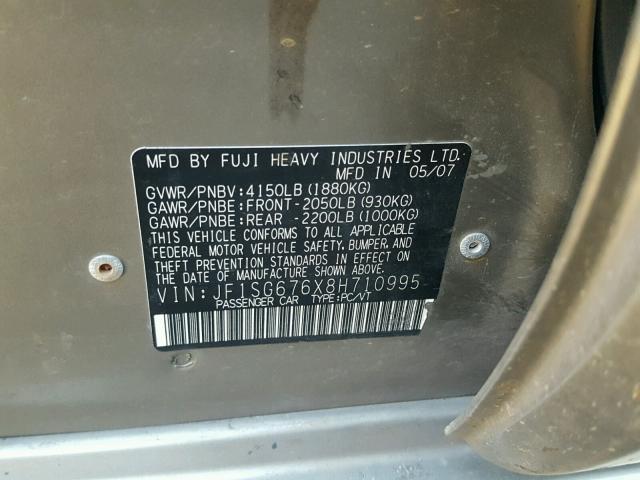 MFD BY FUJI HEAVY INDUSTRIES LTD.
MFD IN 05/07
GVWR/PNBV:4150LB (1880KG)
GAWR/PNBE:FRONT-2050LB (930KG)
GAWR/PNBE:REAR -2200LB (1000KG)
THIS VEHICLE CONFORMS TO ALL APPLICABLE
FEDERAL MOTOR VEHICLE SAFETY, BUMPER, AND
THEFT PREVENTION STANDARDS IN EFFECT ON
THE DATE OF MANUFACTURE SHOWN ABOVE.
VIN:JF1SG676X8H710995
PASSENGER CAR TYPE:PC/VT